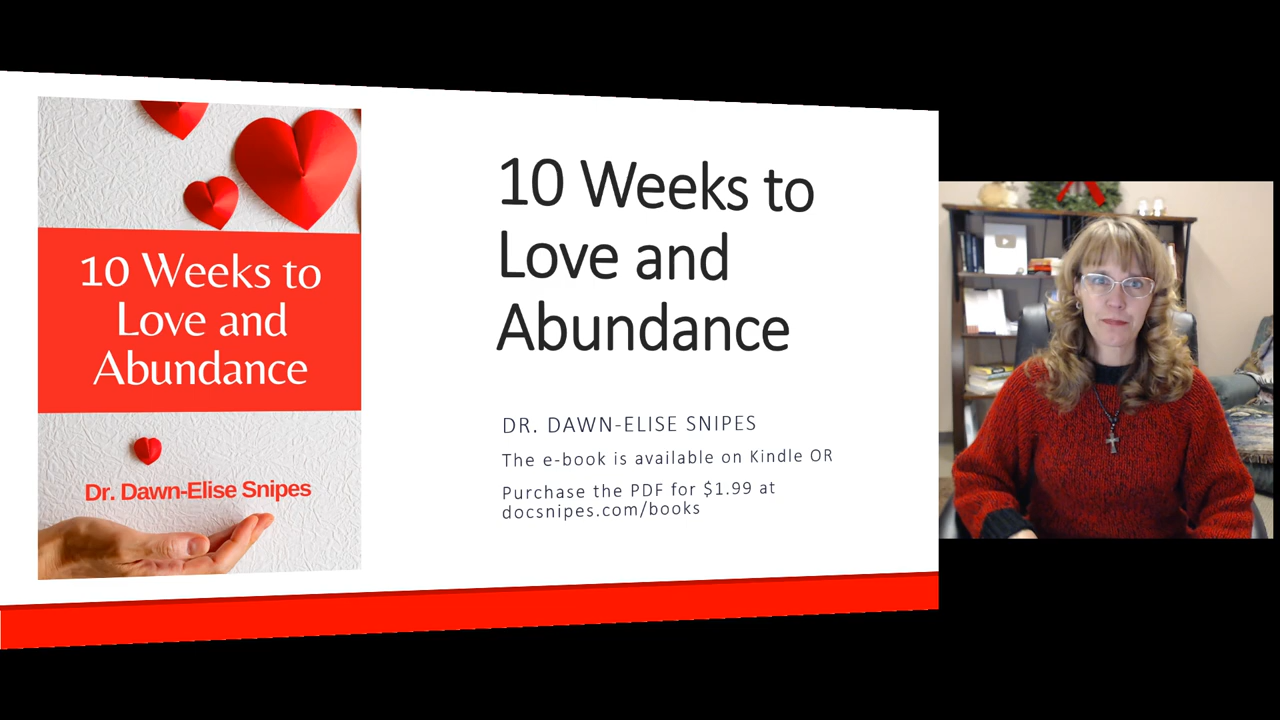 10 Weeks to
Love and
Abundance
Dr. Dawn-Elise Snipes
10 Weeks to
Love and
Abundance
DR. DAWN-ELISE SNIPES
The e-book is available on Kindle OR
Purchase the PDF for $1.99 at
docsnipes.com/books